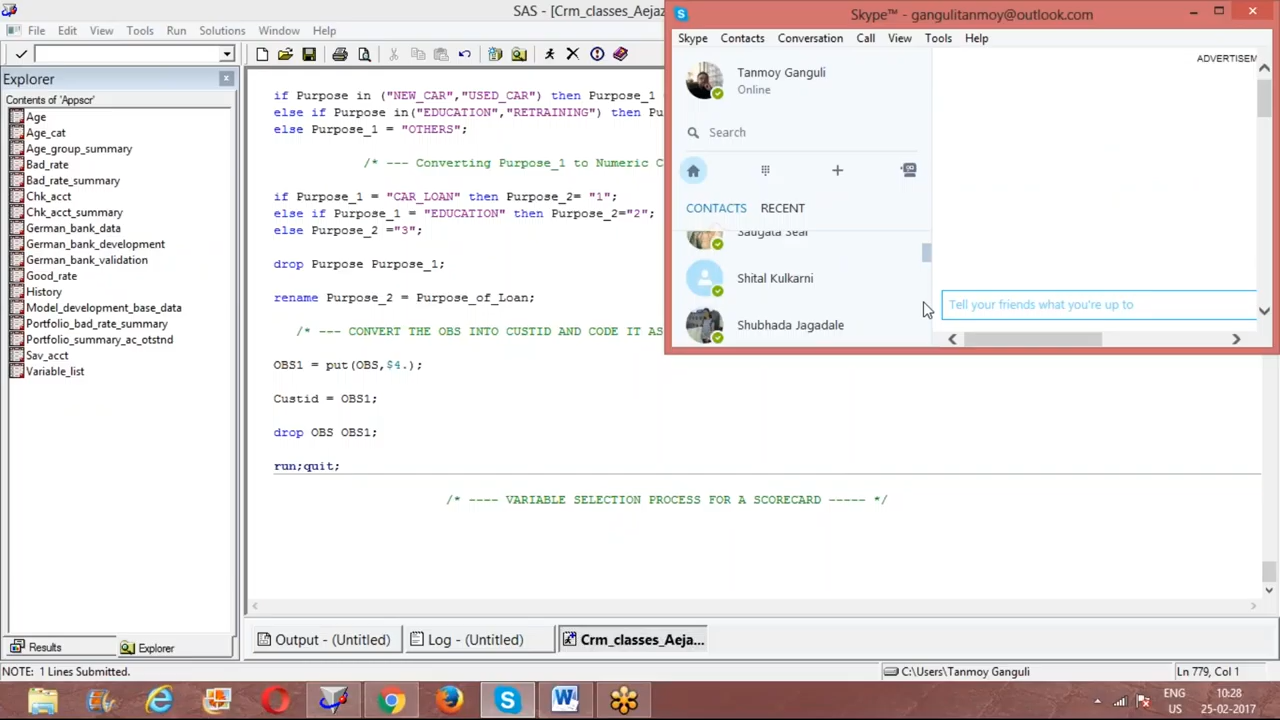 SAS - [Crm_classes_Aejaz
File Edit View Tools Run Solutions Window Help
Explorer
Contents of 'Appscr'
Age
Age_cat
Age_group_summary
Bad_rate
Bad_rate_summary
Chk_acct
Chk_acct_summary
German_bank_data
German_bank_development
German_bank_validation
Good_rate
History
Model_development_base_data
Portfolio_bad_rate_summary
Portfolio_summary_ac_otstnd
Sav_acct
Variable_list
Results
Explorer
if Purpose in ("NEW_CAR","USED_CAR") then Purpose_1 =
else if Purpose in("EDUCATION","RETRAINING") then Pu
else Purpose_1 = "OTHERS";
/* --- Converting Purpose_1 to Numeric C
if Purpose_1 = "CAR_LOAN" then Purpose_2= "1";
else if Purpose_1 = "EDUCATION" then Purpose_2="2";
else Purpose_2 ="3";
drop Purpose Purpose_1;
rename Purpose_2 = Purpose_of_Loan;
/* --- CONVERT THE OBS INTO CUSTID AND CODE IT AS
OBS1 = put(OBS,$4.);
Custid = OBS1;
drop OBS OBS1;
run;quit;
/* ---- VARIABLE SELECTION PROCESS FOR A SCORECARD ----- */
Skype™ - gangulitanmoy@outlook.com
Skype Contacts Conversation Call View Tools Help
Tanmoy Ganguli
Online
Search
CONTACTS RECENT
Saugata Seal
Shital Kulkarni
Shubhada Jagadale
ADVERTISEM
Tell your friends what you're up to
Output - (Untitled)
Log - (Untitled)
Crm_classes_Aeja...
NOTE: 1 Lines Submitted.
C:\Users\Tanmoy Ganguli
Ln 779, Col 1
ENG
US
10:28
25-02-2017